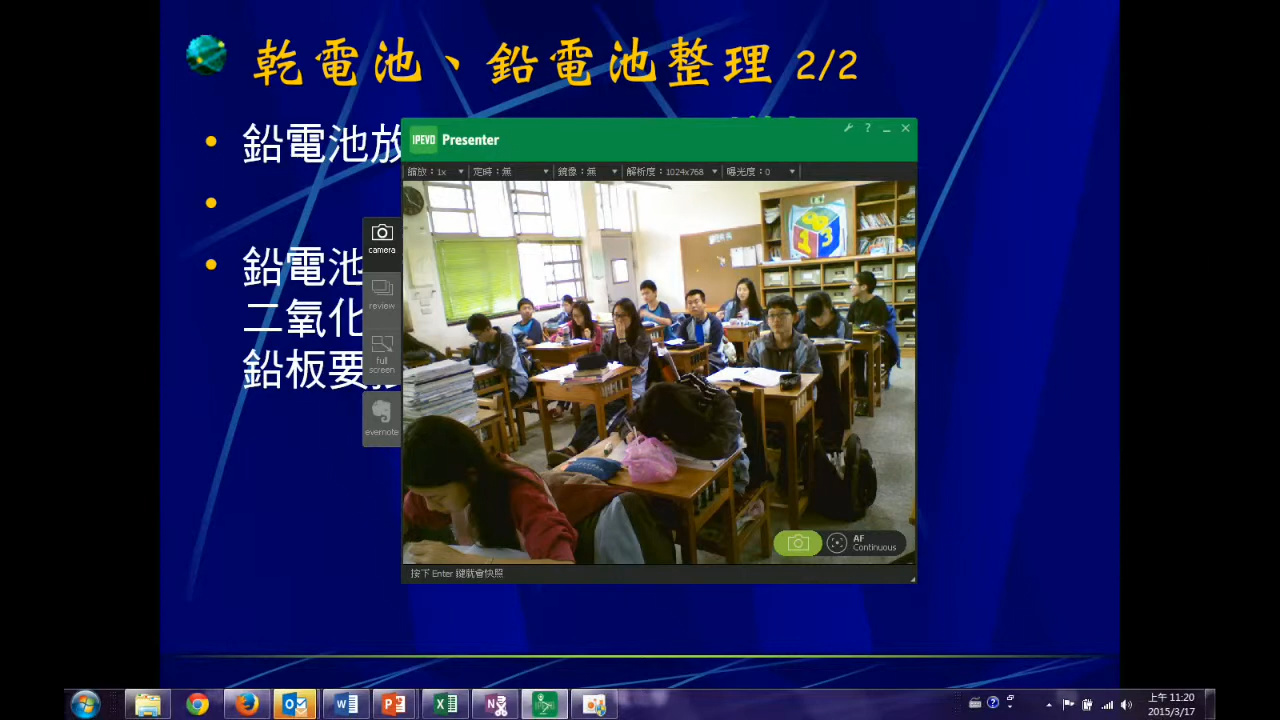 乾電池、鉛電池整理 2/2
鉛電池放
鉛電池
二氧化
鉛板要
IPEVO Presenter
縮放：1x
定時：無
鏡像：無
解析度：1024x768
曝光度：0
camera
review
full
screen
evernote
AF
Continuous
按下 Enter 鍵就會快照
上午 11:20
2015/3/17